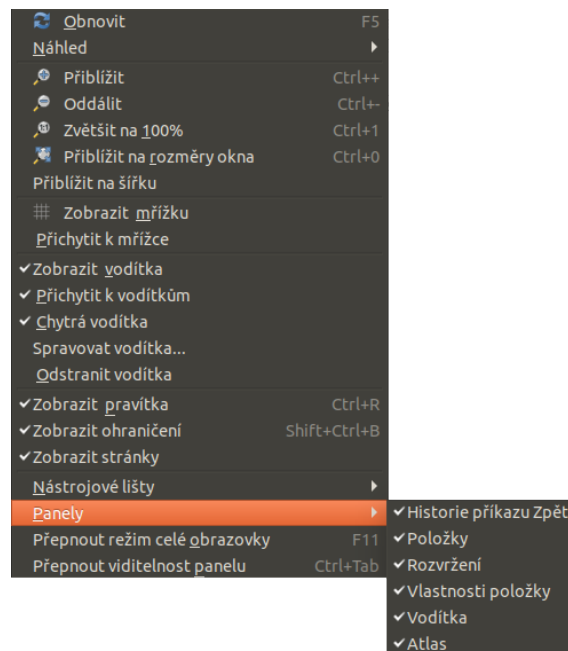 Obnovit F5
Náhled
Přiblížit Ctrl++
Oddálit Ctrl+-
Zvětšit na 100% Ctrl+1
Přiblížit na rozměry okna Ctrl+0
Přiblížit na šířku
Zobrazit mřížku
Přichytit k mřížce
Zobrazit vodítka
Přichytit k vodítkům
Chytrá vodítka
Spravovat vodítka...
Odstranit vodítka
Zobrazit pravítka Ctrl+R
Zobrazit ohraničení Shift+Ctrl+B
Zobrazit stránky
Nástrojové lišty
Panely
Přepnout režim celé obrazovky F11
Přepnout viditelnost panelu Ctrl+Tab
Historie příkazu Zpět
Položky
Rozvržení
Vlastnosti položky
Vodítka
Atlas